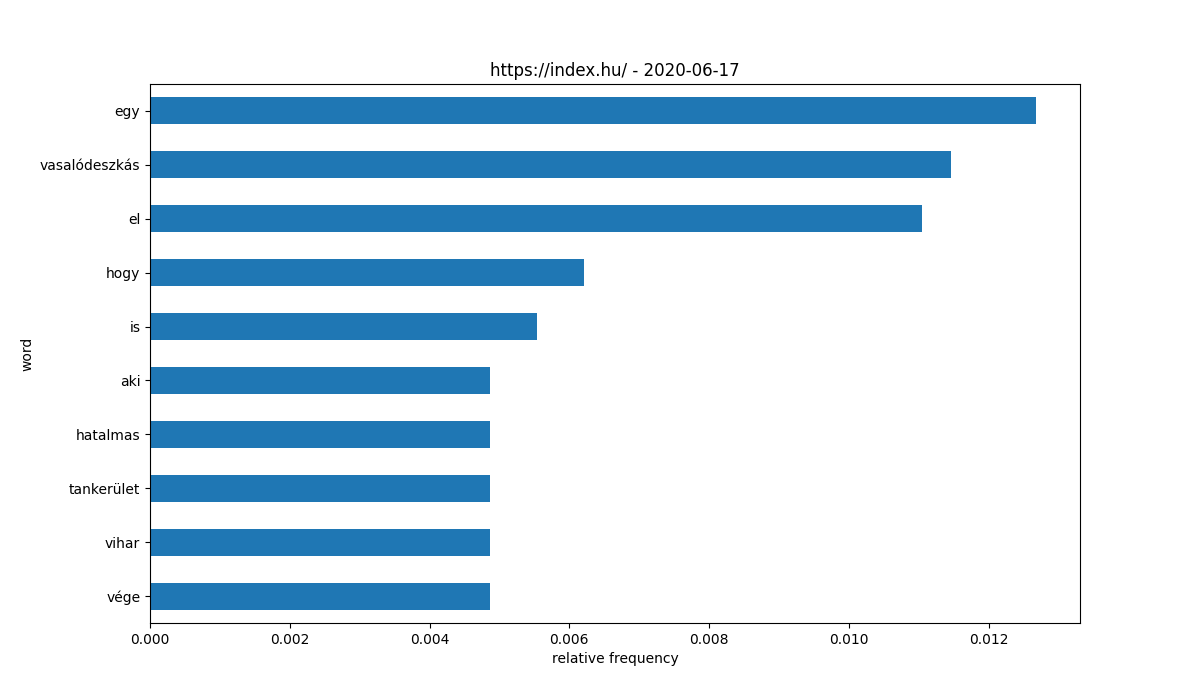 https://index.hu/ - 2020-06-17
egy
vasalódeszkás
el
hogy
is
aki
hatalmas
tankerület
vihar
vége
word
0.000 0.002 0.004 0.006 0.008 0.010 0.012
relative frequency